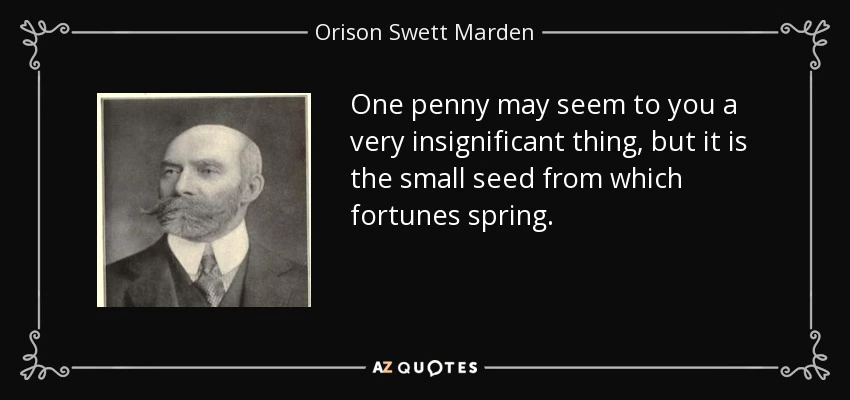 Orison Swett Marden
One penny may seem to you a
very insignificant thing, but it is
the small seed from which
fortunes spring.
AZ QUOTES